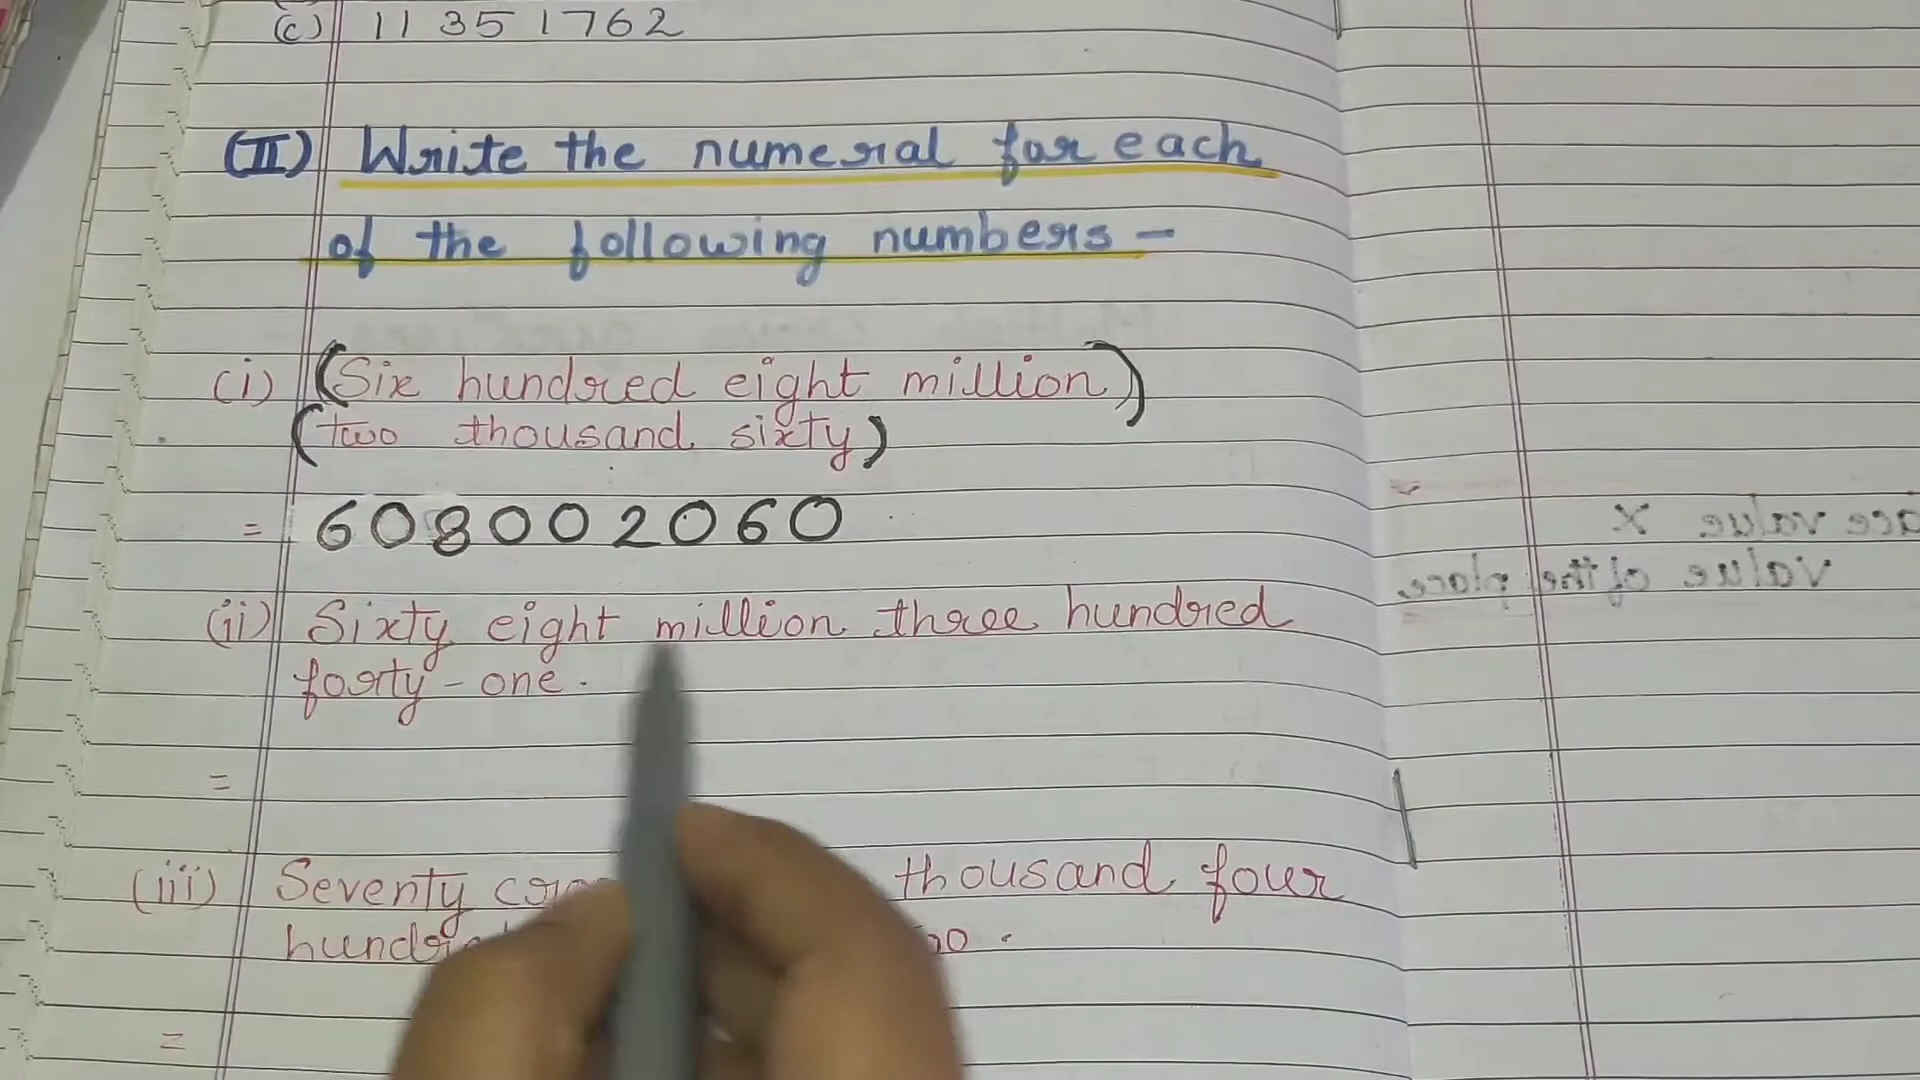 (c) 11 35 1762
(II) Write the numeral for each
of the following numbers -
(i) (Six hundred eight million)
(two thousand sixty)
= 608002060
(ii) Sixty eight million three hundred
forty-one.
=
(iii) Seventy thousand four
=